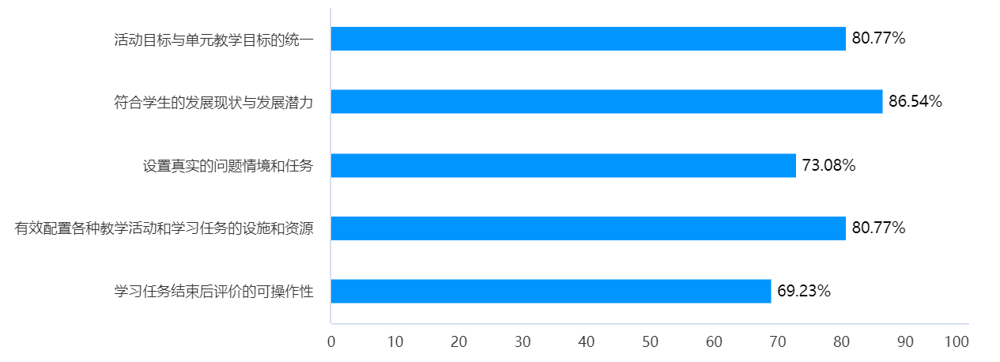 活动目标与单元教学目标的统一 80.77%
符合学生的发展现状与发展潜力 86.54%
设置真实的问题情境和任务 73.08%
有效配置各种教学活动和学习任务的设施和资源 80.77%
学习任务结束后评价的可操作性 69.23%
0 10 20 30 40 50 60 70 80 90 100